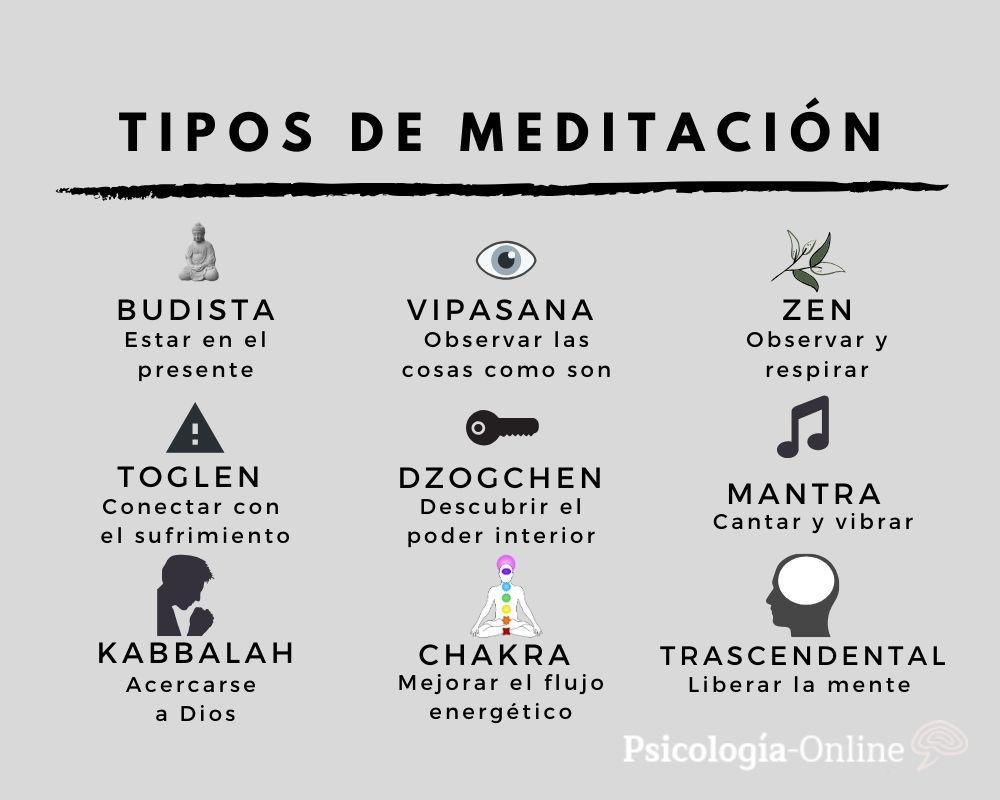 TIPOS DE MEDITACIÓN
BUDISTA
Estar en el
presente
VIPASANA
Observar las
cosas como son
ZEN
Observar y
respirar
TOGLEN
Conectar con
el sufrimiento
DZOGCHEN
Descubrir el
poder interior
MANTRA
Cantar y vibrar
KABBALAH
Acercarse
a Dios
CHAKRA
Mejorar el flujo
energético
TRASCENDENTAL
Liberar la mente
Psicología-Online